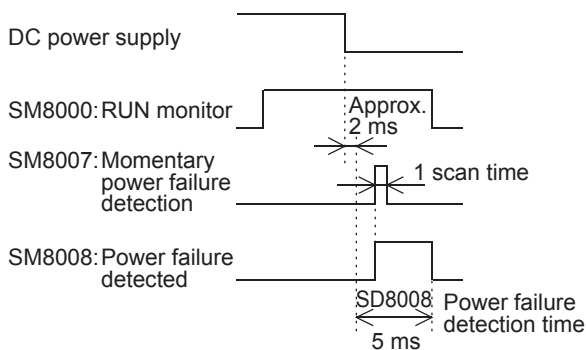 DC power supply
SM8000: RUN monitor
Approx.
2 ms
SM8007: Momentary
power failure
detection
1 scan time
SM8008: Power failure
detected
SD8008
Power failure
detection time
5 ms